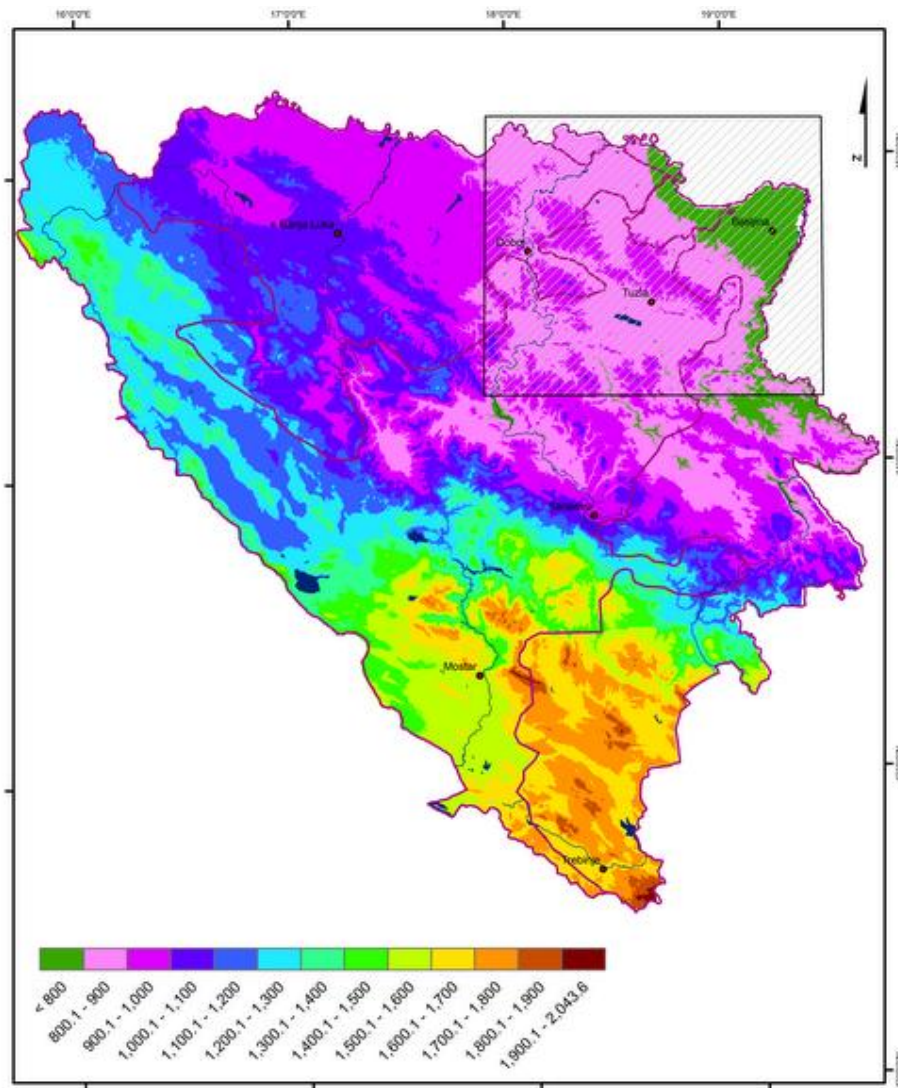 16°0'0"E 17°0'0"E 18°0'0"E 19°0'0"E
N
Banja Luka
Doboj
Bijeljina
Tuzla
Sarajevo
Mostar
Trebinje
< 800
800.1 - 900
900.1 - 1,000
1,000.1 - 1,100
1,100.1 - 1,200
1,200.1 - 1,300
1,300.1 - 1,400
1,400.1 - 1,500
1,500.1 - 1,600
1,600.1 - 1,700
1,700.1 - 1,800
1,800.1 - 1,900
1,900.1 - 2,043.6